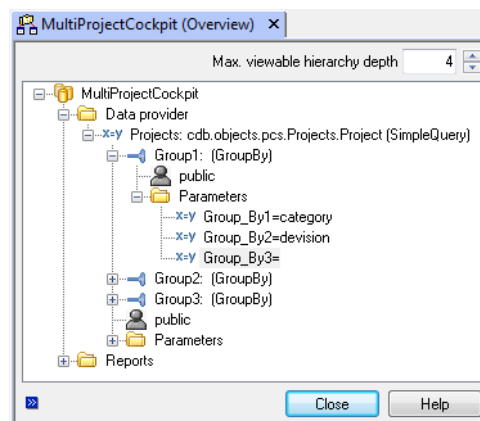 MultiProjectCockpit (Overview) ×
Max. viewable hierarchy depth 4
MultiProjectCockpit
Data provider
x=y Projects: cdb.objects.pcs.Projects.Project (SimpleQuery)
Group1: (GroupBy)
public
Parameters
x=y Group_By1=category
x=y Group_By2=devision
x=y Group_By3=
Group2: (GroupBy)
Group3: (GroupBy)
public
Parameters
Reports
Close Help